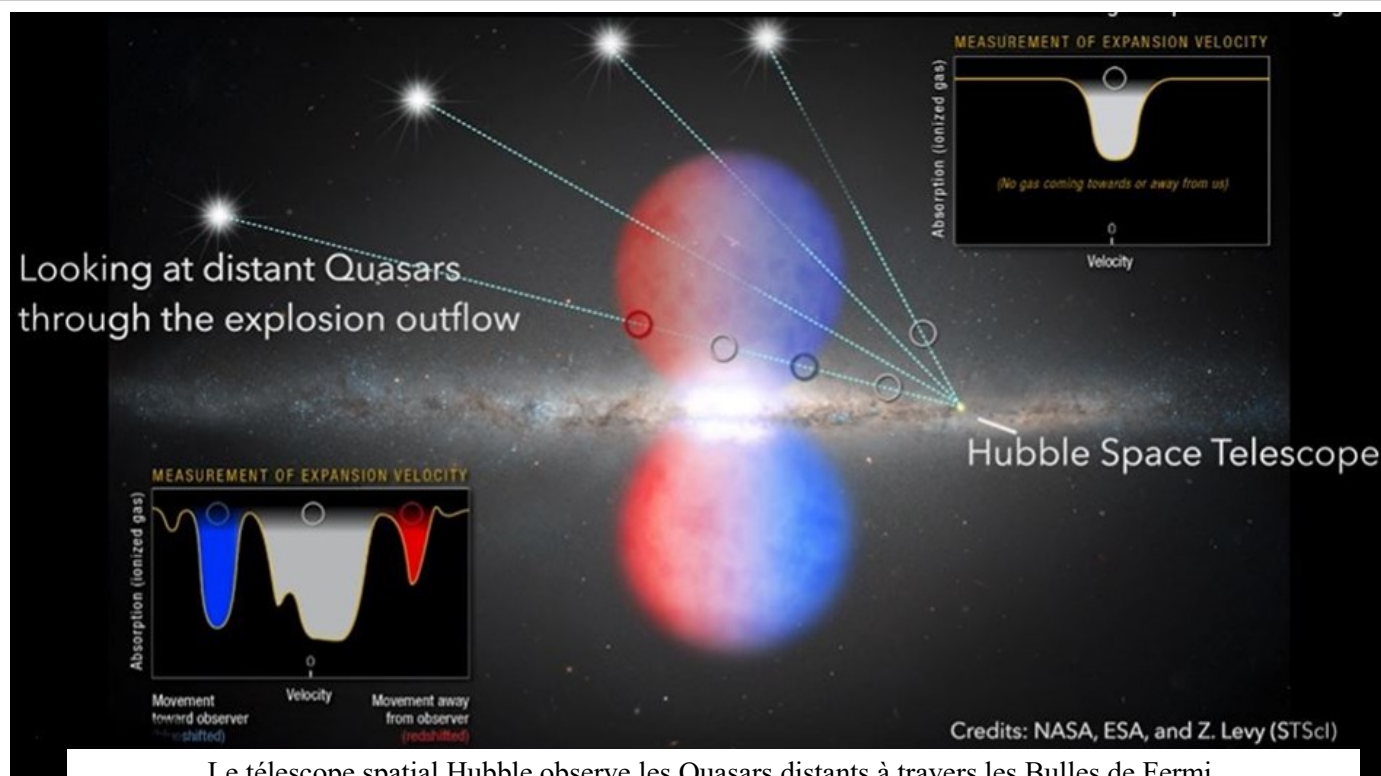 MEASUREMENT OF EXPANSION VELOCITY
Absorption (ionized gas)
(No gas coming towards or away from us)
0
Velocity
Looking at distant Quasars
through the explosion outflow
Hubble Space Telescope
MEASUREMENT OF EXPANSION VELOCITY
Absorption (ionized gas)
0
Velocity
Movement
toward observer
Movement away
from observer
(redshifted)
Credits: NASA, ESA, and Z. Levy (STScI)
Le télescope spatial Hubble observe les Quasars distants à travers les Bulles de Fermi